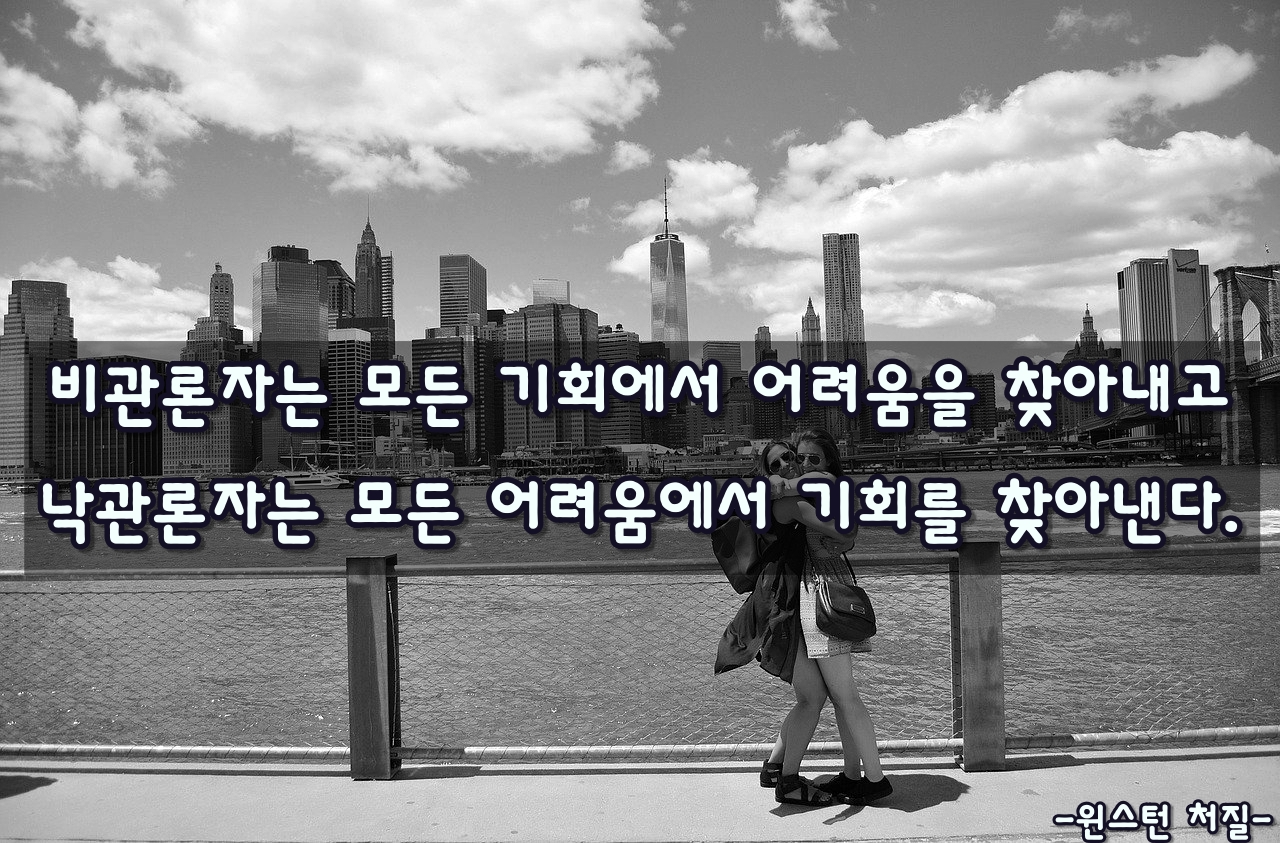 verizon
비관론자는 모든 기회에서 어려움을 찾아내고
낙관론자는 모든 어려움에서 기회를 찾아낸다.
-윈스턴 처질-